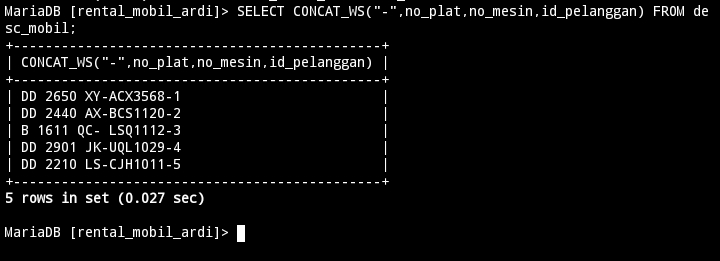 MariaDB [rental_mobil_ardi]> SELECT CONCAT_WS("-",no_plat,no_mesin,id_pelanggan) FROM de
sc_mobil;
+--------------------------------------------+
| CONCAT_WS("-",no_plat,no_mesin,id_pelanggan) |
+--------------------------------------------+
| DD 2650 XY-ACX3568-1 |
| DD 2440 AX-BCS1120-2 |
| B 1611 QC- LSQ1112-3 |
| DD 2901 JK-UQL1029-4 |
| DD 2210 LS-CJH1011-5 |
+--------------------------------------------+
5 rows in set (0.027 sec)
MariaDB [rental_mobil_ardi]>